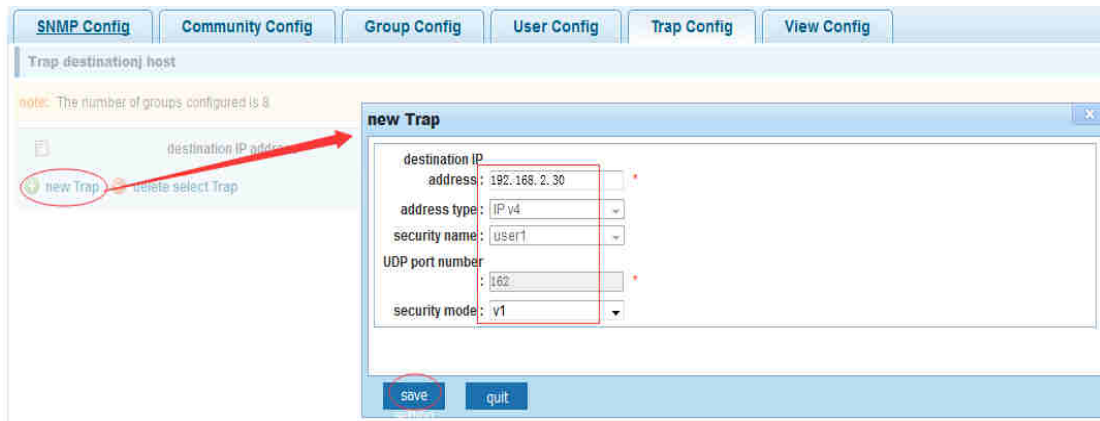 SNMP Config Community Config Group Config User Config Trap Config View Config
Trap destinationj host
note: The number of groups configured is 8
destination IP address
new Trap delete select Trap
new Trap
x
destination IP
address : 192.168.2.30 *
address type : IP v4
security name : user1
UDP port number
: 162 *
security mode : v1
save quit